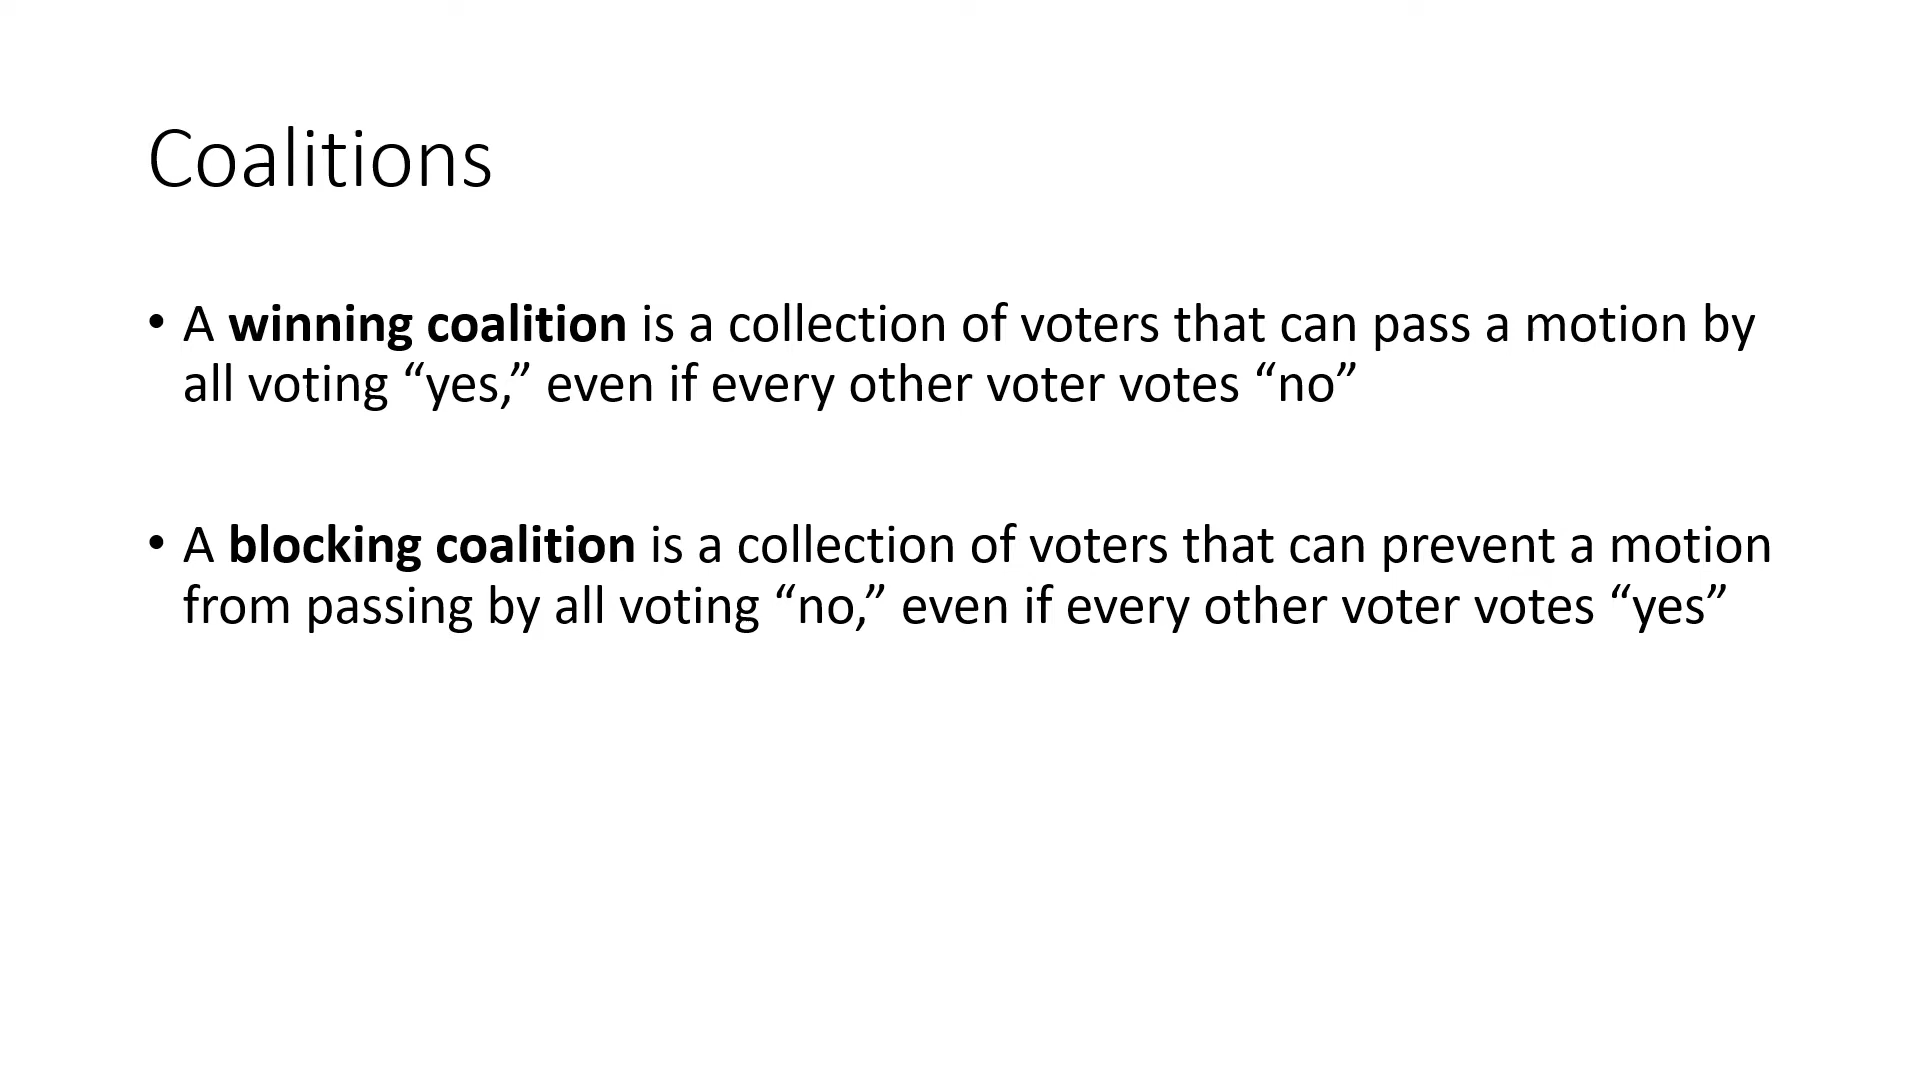 Coalitions
• A winning coalition is a collection of voters that can pass a motion by
all voting “yes,” even if every other voter votes “no”
• A blocking coalition is a collection of voters that can prevent a motion
from passing by all voting “no,” even if every other voter votes “yes”